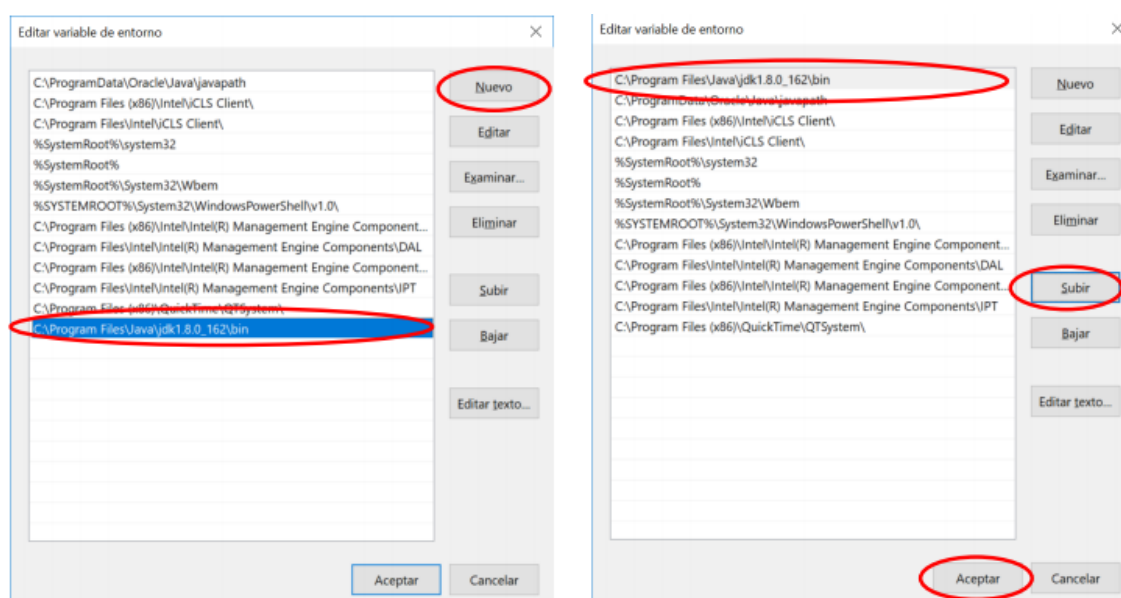 Editar variable de entorno
C:\ProgramData\Oracle\Java\javapath
C:\Program Files (x86)\Intel\iCLS Client\
C:\Program Files\Intel\iCLS Client\
%SystemRoot%\system32
%SystemRoot%
%SystemRoot%\System32\Wbem
%SYSTEMROOT%\System32\WindowsPowerShell\v1.0\
C:\Program Files (x86)\Intel\Intel(R) Management Engine Component...
C:\Program Files\Intel\Intel(R) Management Engine Components\DAL
C:\Program Files (x86)\Intel\Intel(R) Management Engine Component...
C:\Program Files\Intel\Intel(R) Management Engine Components\IPT
C:\Program Files (x86)\QuickTime\QTSystem\
C:\Program Files\Java\jdk1.8.0_162\bin
Nuevo
Editar
Examinar...
Eliminar
Subir
Bajar
Editar texto...
Aceptar
Cancelar
Editar variable de entorno
C:\Program Files\Java\jdk1.8.0_162\bin
C:\ProgramData\Oracle\Java\javapath
C:\Program Files (x86)\Intel\iCLS Client\
C:\Program Files\Intel\iCLS Client\
%SystemRoot%\system32
%SystemRoot%
%SystemRoot%\System32\Wbem
%SYSTEMROOT%\System32\WindowsPowerShell\v1.0\
C:\Program Files (x86)\Intel\Intel(R) Management Engine Component...
C:\Program Files\Intel\Intel(R) Management Engine Components\DAL
C:\Program Files (x86)\Intel\Intel(R) Management Engine Component...
C:\Program Files\Intel\Intel(R) Management Engine Components\IPT
C:\Program Files (x86)\QuickTime\QTSystem\
Nuevo
Editar
Examinar...
Eliminar
Subir
Bajar
Editar texto...
Aceptar
Cancelar